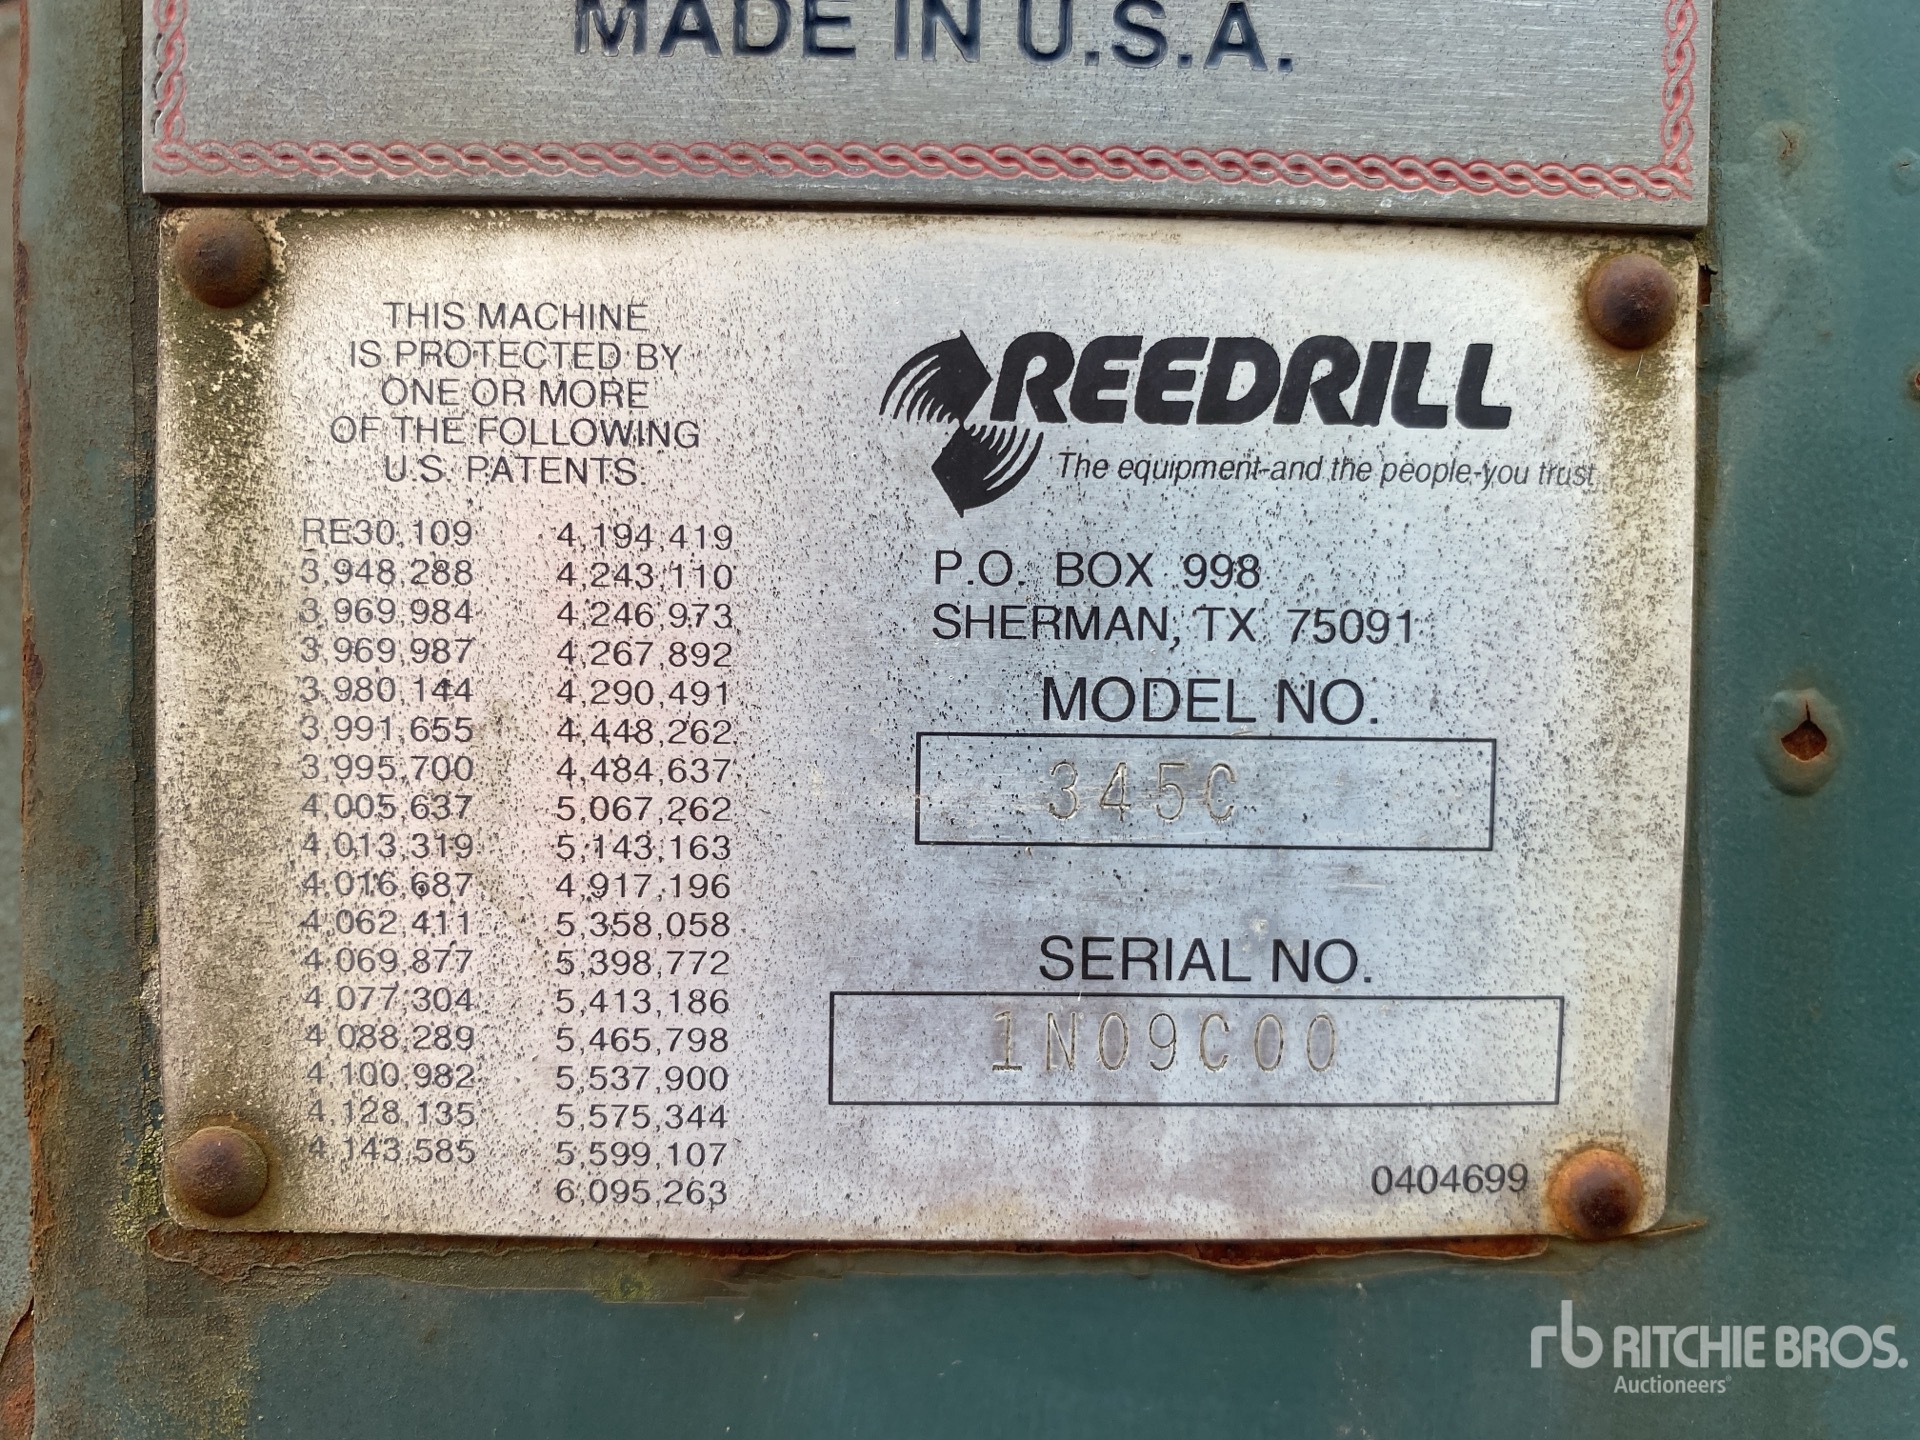 MADE IN U.S.A.
THIS MACHINE
IS PROTECTED BY
ONE OR MORE
OF THE FOLLOWING
U.S. PATENTS.
RE30,109
3,948,288
3,969,984
3,969,987
3,980,144
3,991,655
3,995,700
4,005,637
4,013,319
4,016,687
4,062,411
4,069,877
4,077,304
4,088,289
4,100,982
4,128,135
4,143,585
4,194,419
4,243,110
4,246,973
4,267,892
4,290,491
4,448,262
4,484,637
5,067,262
5,143,163
4,917,196
5,358,058
5,398,772
5,413,186
5,465,798
5,537,900
5,575,344
5,599,107
6,095,263
REEDRILL
The equipment-and the people-you trust.
P.O. BOX 998
SHERMAN, TX 75091
MODEL NO.
345C
SERIAL NO.
1N09C00
0404699
rb RITCHIE BROS.
Auctioneers